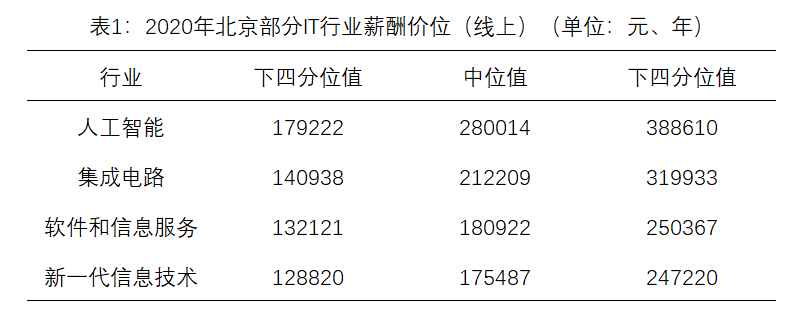 表1：2020年北京部分IT行业薪酬价位（线上）（单位：元、年）
行业 下四分位值 中位值 下四分位值
人工智能 179222 280014 388610
集成电路 140938 212209 319933
软件和信息服务 132121 180922 250367
新一代信息技术 128820 175487 247220